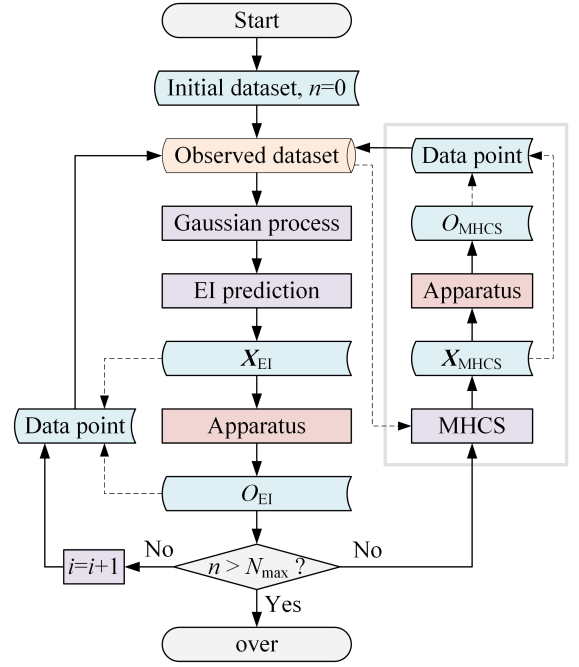 Start
Initial dataset, n=0
Observed dataset
Data point
Gaussian process
O_MHCS
EI prediction
Apparatus
X_EI
X_MHCS
Data point
Apparatus
MHCS
O_EI
No
No
i=i+1
n > N_max ?
Yes
over